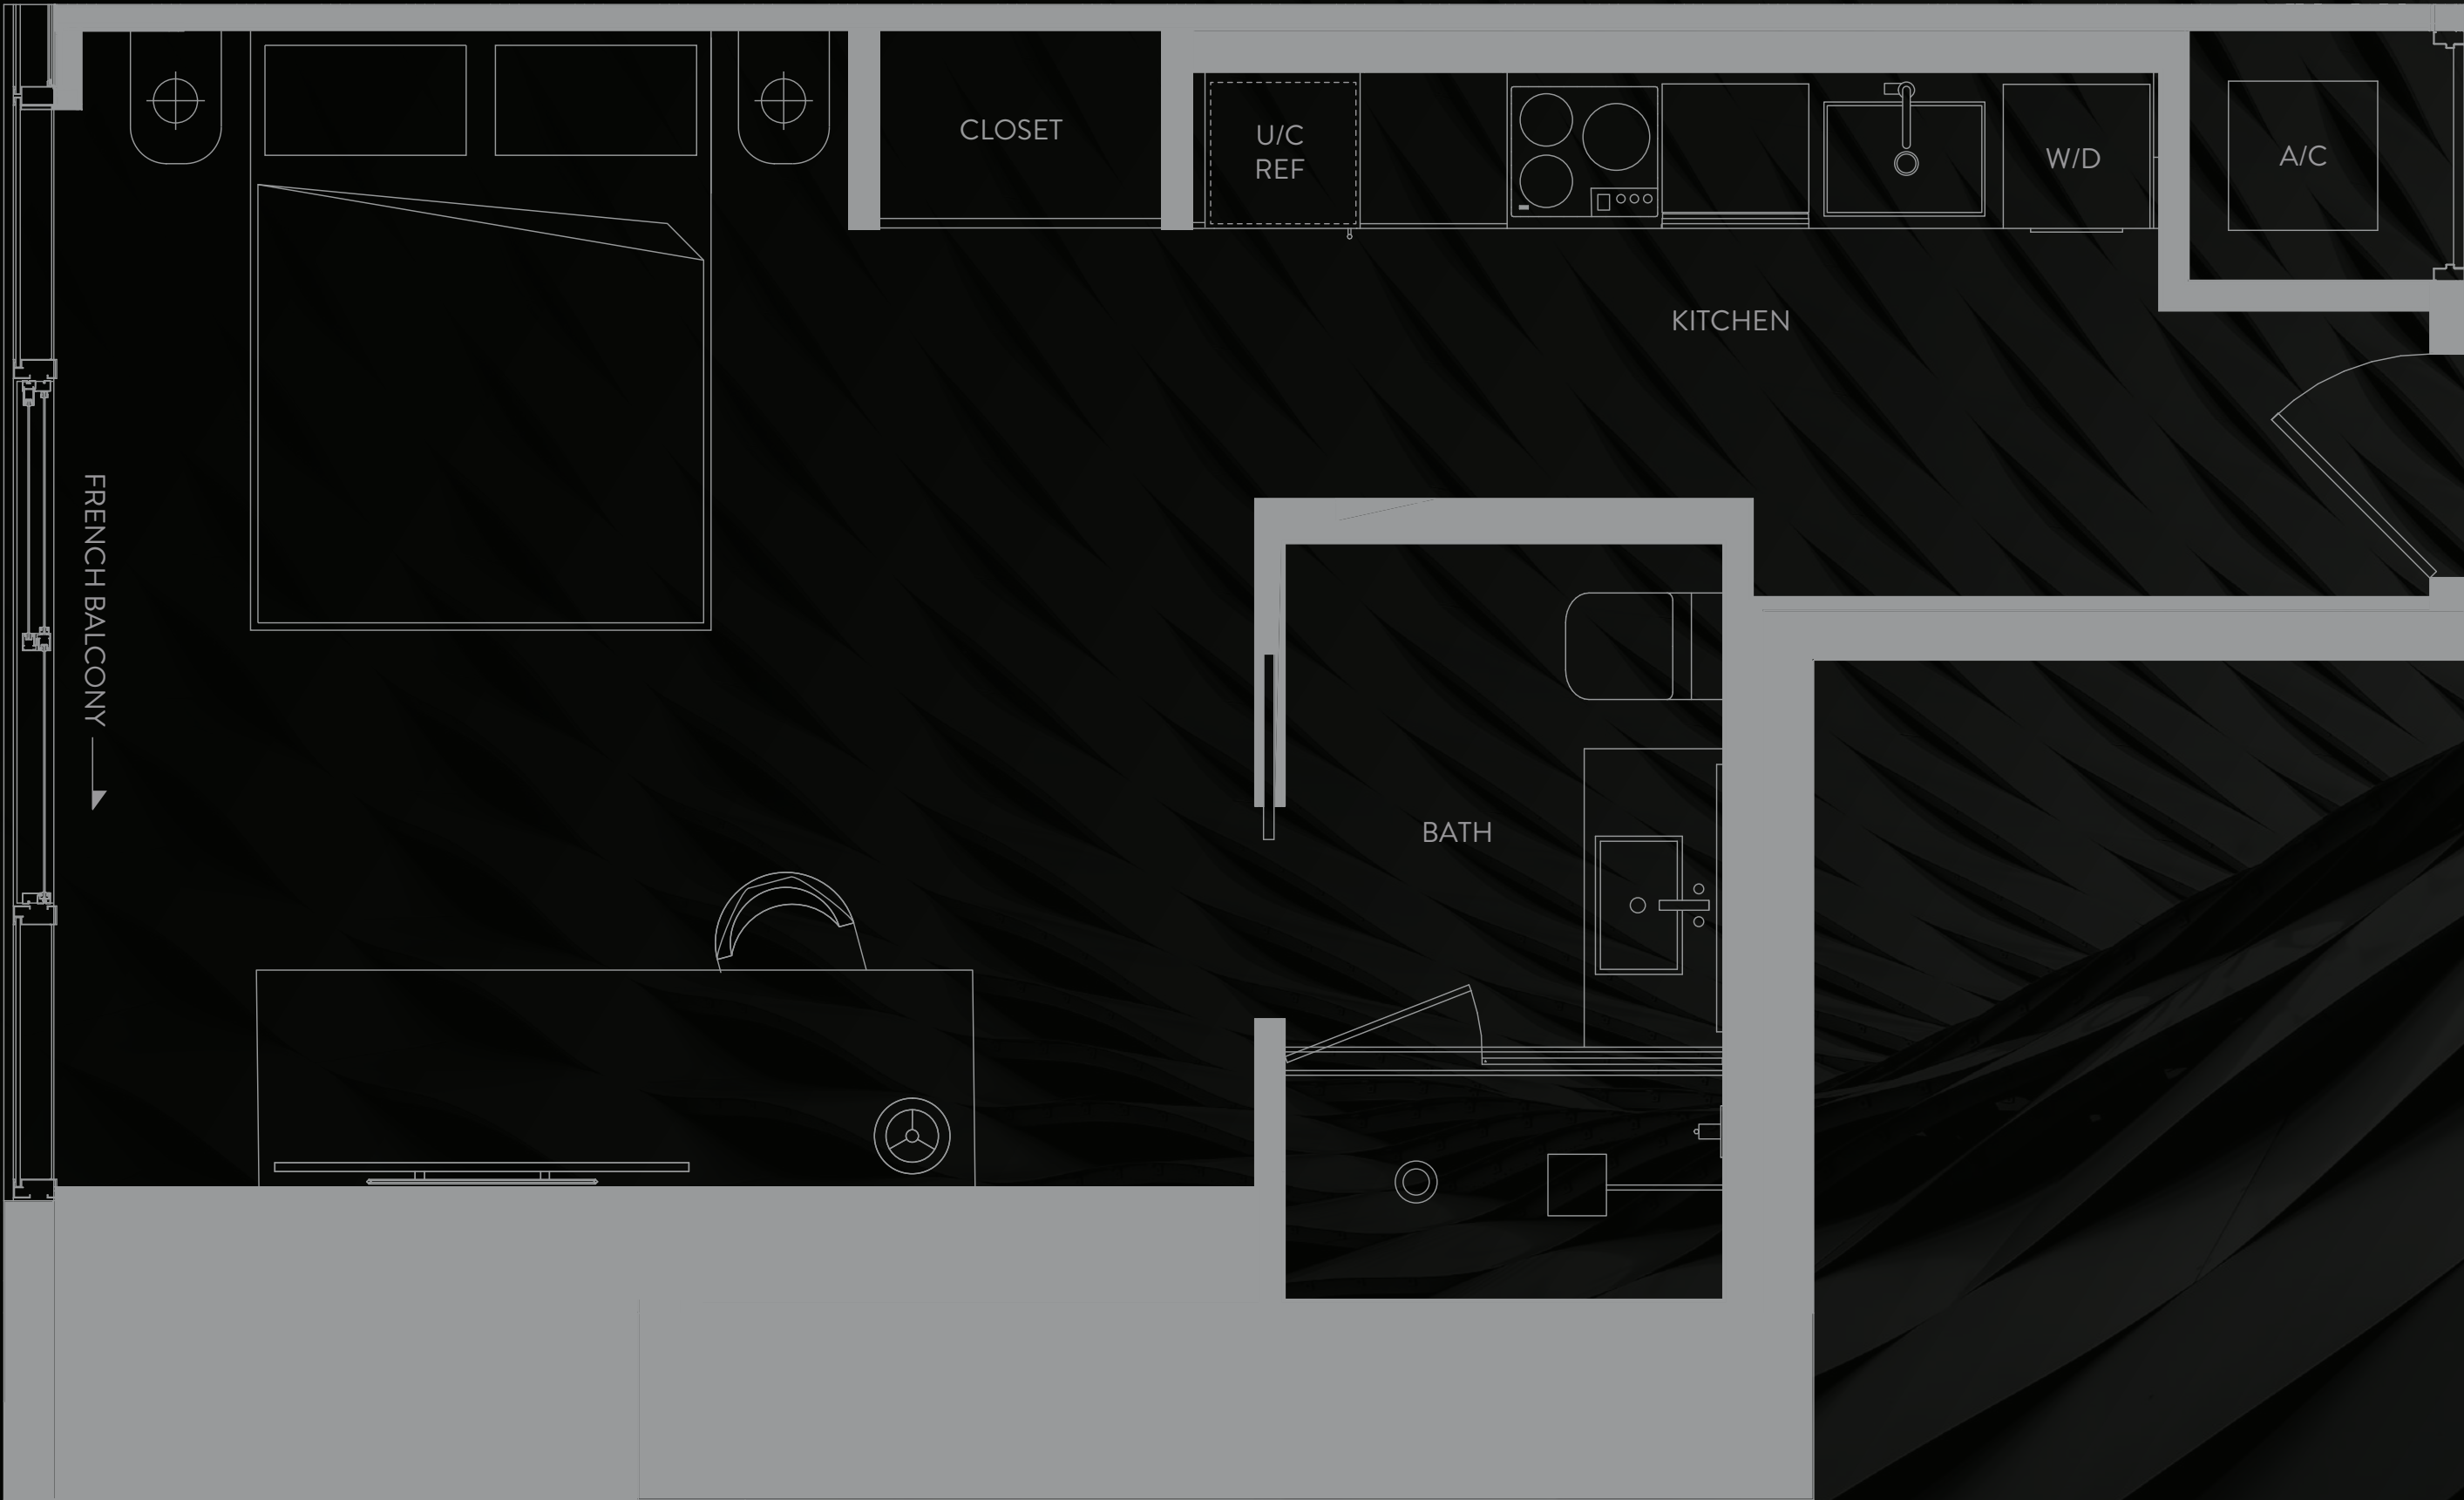 CLOSET
U/C
REF
W/D
A/C
KITCHEN
FRENCH BALCONY
BATH